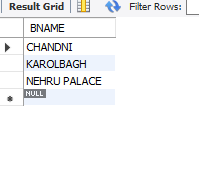 Result Grid Filter Rows:
BNAME
CHANDNI
KAROLBAGH
NEHRU PALACE
NULL